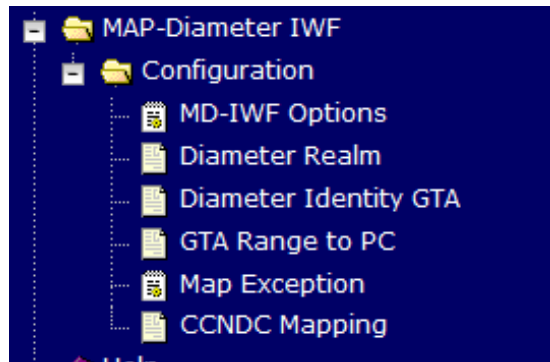 MAP-Diameter IWF
Configuration
MD-IWF Options
Diameter Realm
Diameter Identity GTA
GTA Range to PC
Map Exception
CCNDC Mapping